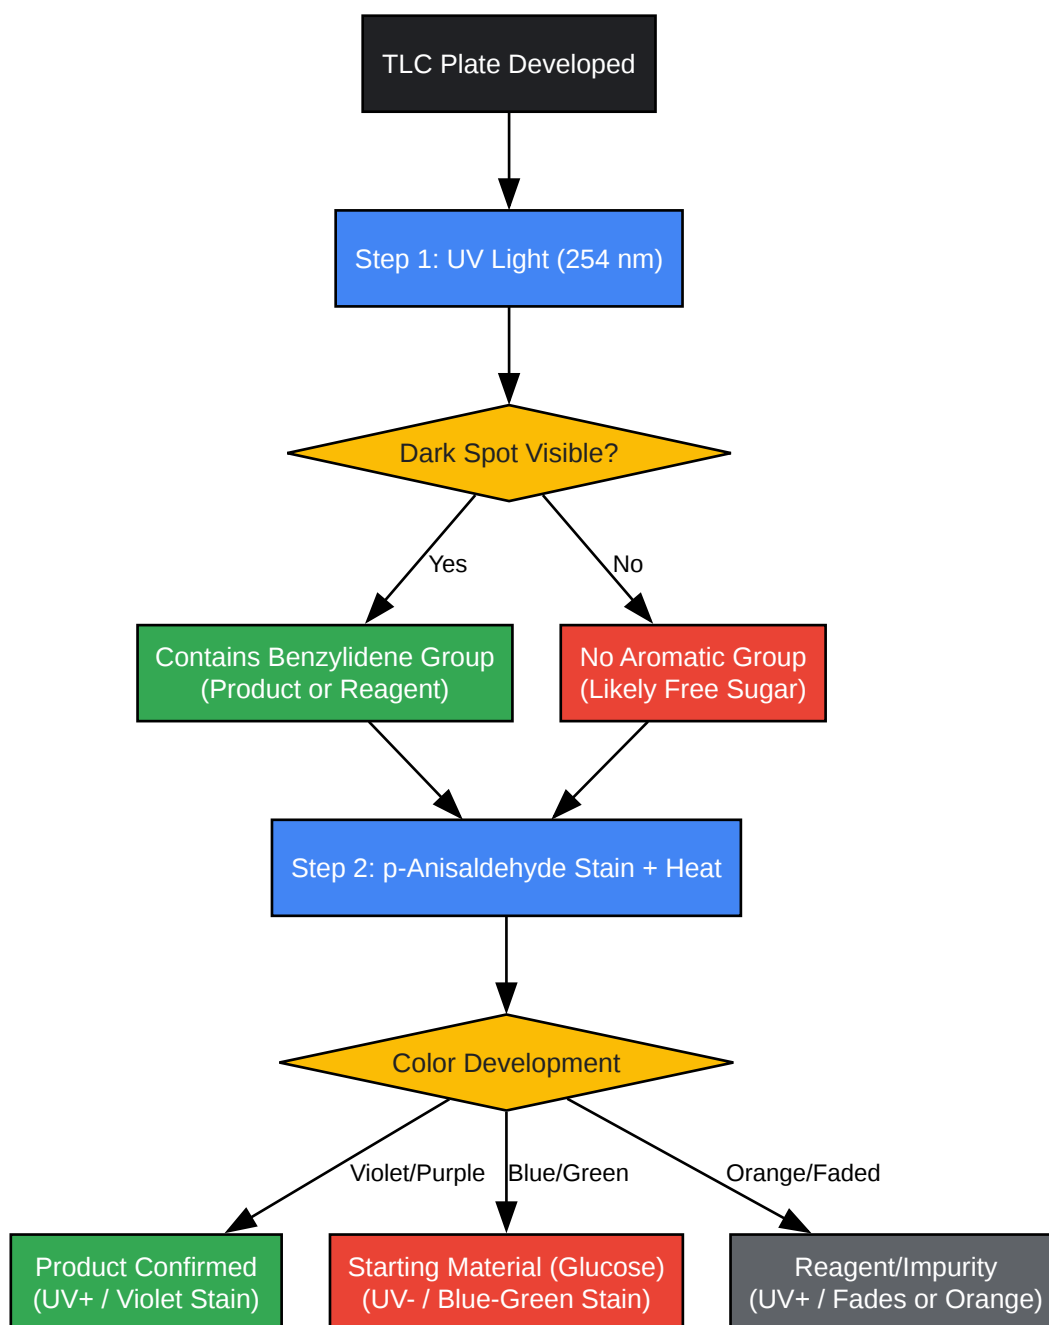 TLC Plate Developed
Step 1: UV Light (254 nm)
Dark Spot Visible?
Yes
No
Contains Benzylidene Group
(Product or Reagent)
No Aromatic Group
(Likely Free Sugar)
Step 2: p-Anisaldehyde Stain + Heat
Color Development
Violet/Purple
Blue/Green
Orange/Faded
Product Confirmed
(UV+ / Violet Stain)
Starting Material (Glucose)
(UV- / Blue-Green Stain)
Reagent/Impurity
(UV+ / Fades or Orange)